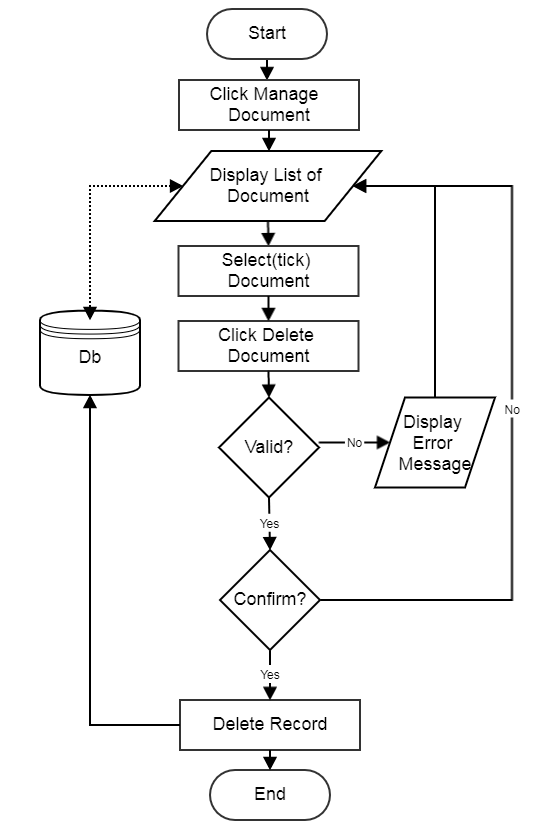 Start
Click Manage
Document
Display List of
Document
Select(tick)
Document
Click Delete
Document
Db
Display
Error
Message
No
Valid?
No
Yes
Confirm?
Yes
Delete Record
End